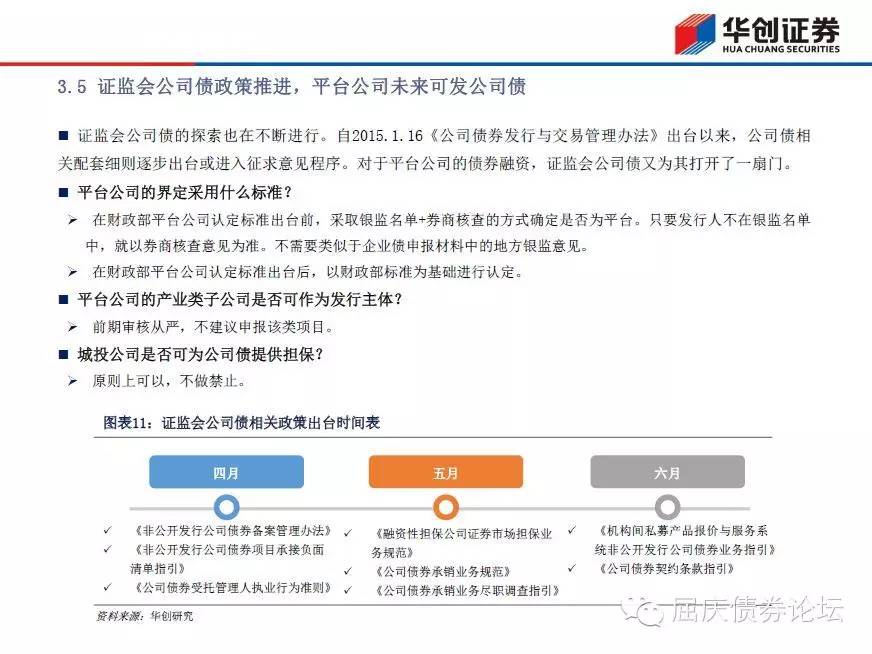 华创证券
HUA CHUANG SECURITIES
3.5 证监会公司债政策推进，平台公司未来可发公司债
■ 证监会公司债的探索也在不断进行。自2015.1.16《公司债券发行与交易管理办法》出台以来，公司债相
关配套细则逐步出台或进入征求意见程序。对于平台公司的债券融资，证监会公司债又为其打开了一扇门。
■ 平台公司的界定采用什么标准？
➢ 在财政部平台公司认定标准出台前，采取银监名单+券商核查的方式确定是否为平台。只要发行人不在银监名单
中，就以券商核查意见为准。不需要类似于企业债申报材料中的地方银监意见。
➢ 在财政部平台公司认定标准出台后，以财政部标准为基础进行认定。
■ 平台公司的产业类子公司是否可作为发行主体？
➢ 前期审核从严，不建议申报该类项目。
■ 城投公司是否可为公司债提供担保？
➢ 原则上可以，不做禁止。
图表11：证监会公司债相关政策出台时间表
四月
✓ 《非公开发行公司债券备案管理办法》
✓ 《非公开发行公司债券项目承接负面
清单指引》
✓ 《公司债券受托管理人执业行为准则》
五月
✓ 《融资性担保公司证券市场担保业
务规范》
✓ 《公司债券承销业务规范》
✓ 《公司债券承销业务尽职调查指引》
六月
✓ 《机构间私募产品报价与服务系
统非公开发行公司债券业务指引》
✓ 《公司债券契约条款指引》
资料来源：华创研究
屈庆债券论坛